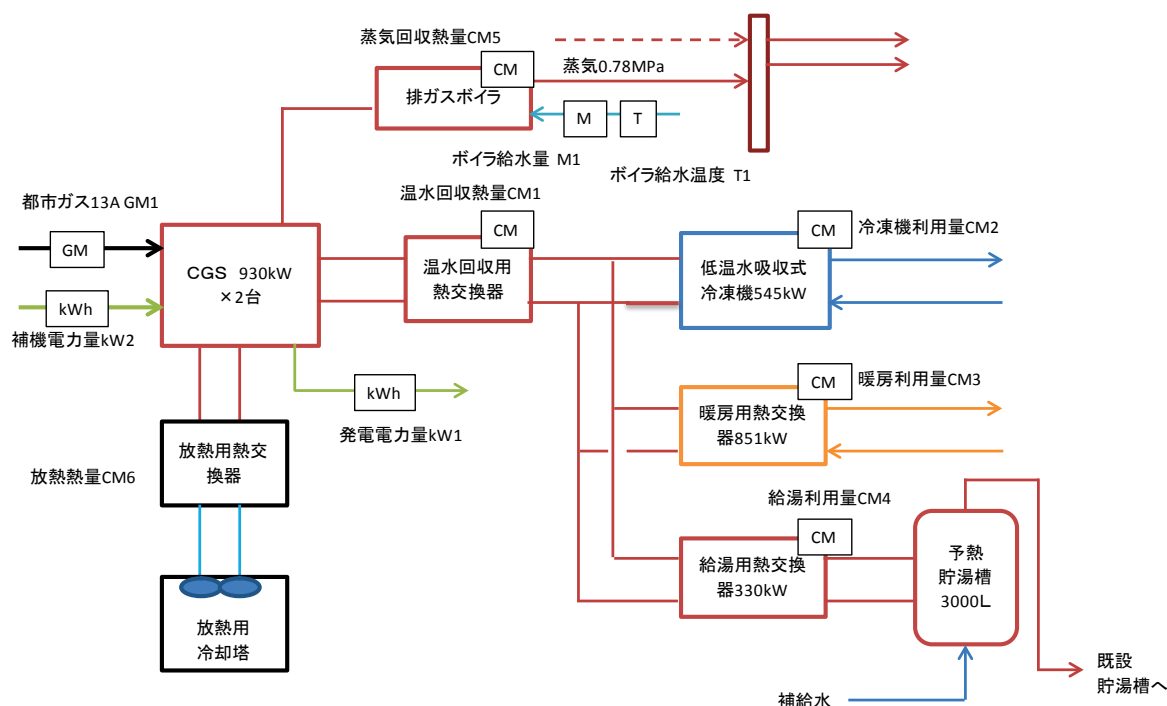 蒸気回収熱量CM5
CM
蒸気0.78MPa
排ガスボイラ
M
T
ボイラ給水量 M1
ボイラ給水温度 T1
温水回収熱量CM1
都市ガス13A GM1
CM
CM
冷凍機利用量CM2
GM
CGS 930kW
×2台
温水回収用
熱交換器
低温水吸収式
冷凍機545kW
kWh
補機電力量kW2
CM
暖房利用量CM3
kWh
発電電力量kW1
暖房用熱交換
器851kW
放熱熱量CM6
放熱用熱交
換器
給湯利用量CM4
CM
給湯用熱交換
器330kW
予熱
貯湯槽
3000L
放熱用
冷却塔
既設
貯湯槽へ
補給水